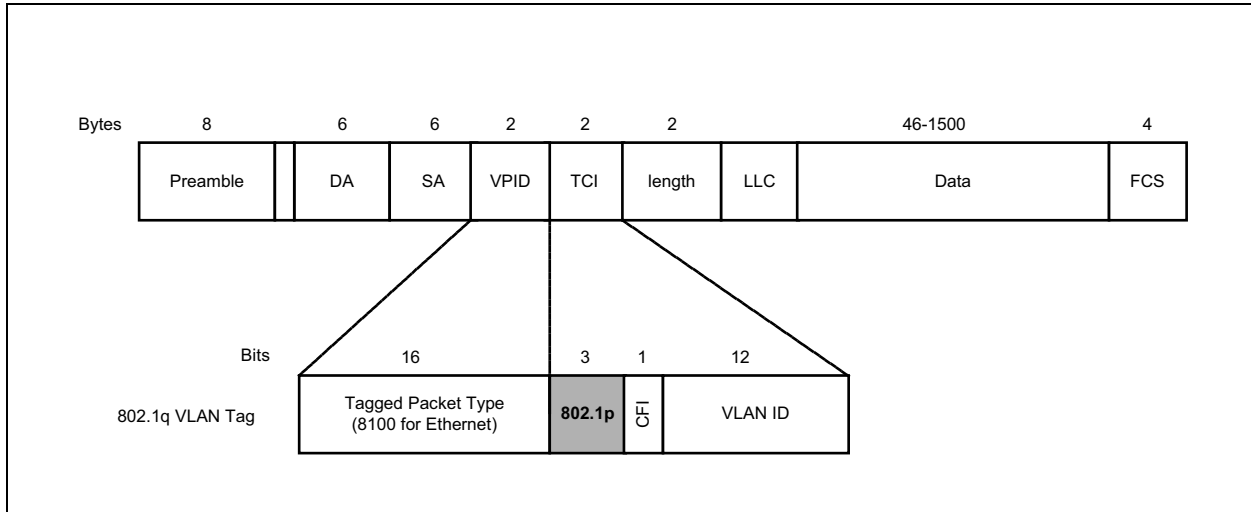 Bytes 8 6 6 2 2 2 46-1500 4
Preamble DA SA VPID TCI length LLC Data FCS
Bits 16 3 1 12
802.1q VLAN Tag
Tagged Packet Type
(8100 for Ethernet)
802.1p
CFI
VLAN ID